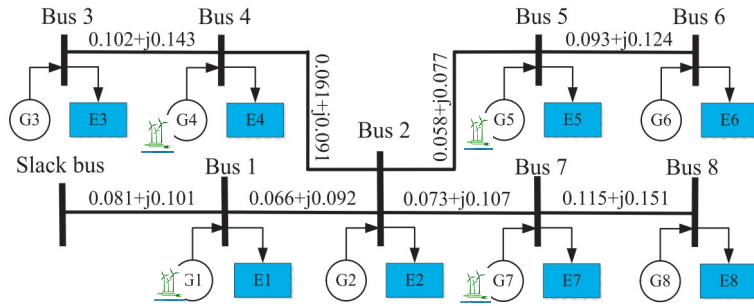 Bus 3 Bus 4 Bus 5 Bus 6
0.102+j0.143 0.093+j0.124
0.061+j0.091
0.058+j0.077
G3 E3 G4 E4 G5 E5 G6 E6
Bus 2
Slack bus Bus 1 Bus 7 Bus 8
0.081+j0.101 0.066+j0.092 0.073+j0.107 0.115+j0.151
G1 E1 G2 E2 G7 E7 G8 E8